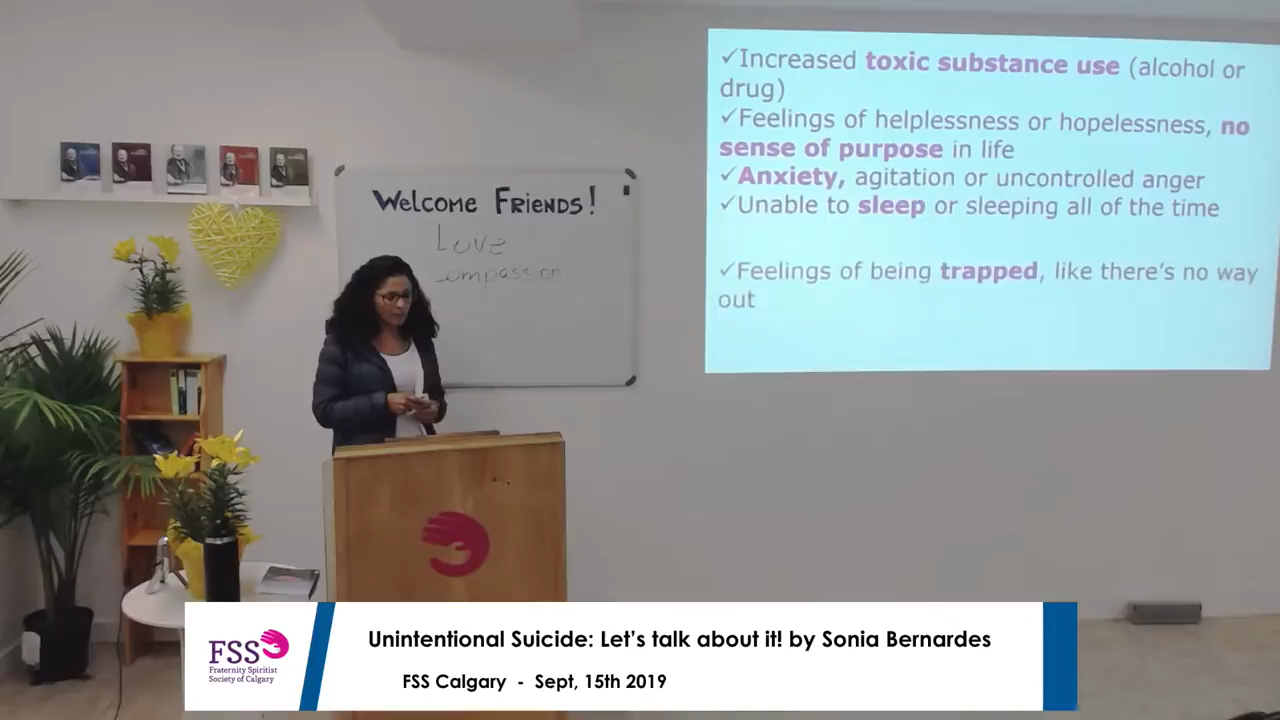 ✓Increased toxic substance use (alcohol or
drug)
✓Feelings of helplessness or hopelessness, no
sense of purpose in life
✓Anxiety, agitation or uncontrolled anger
✓Unable to sleep or sleeping all of the time
✓Feelings of being trapped, like there's no way
out
Welcome Friends!
Love
Compassion
FSS
Fraternity Spiritist
Society of Calgary
Unintentional Suicide: Let's talk about it! by Sonia Bernardes
FSS Calgary - Sept, 15th 2019